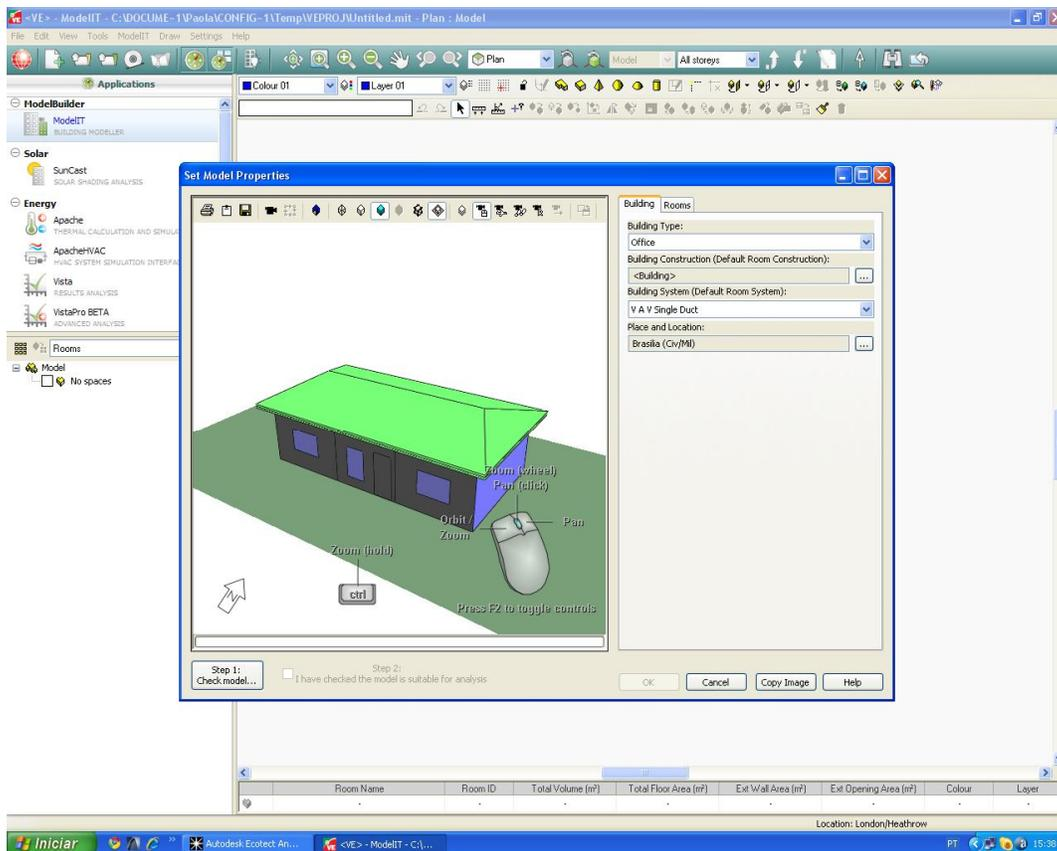 <VE> - ModelIT - C:\DOCUME~1\Paola\CONFIG~1\Temp\VEPROJ\Untitled.mit - Plan : Model
File Edit View Tools ModelIT Draw Settings Help
Plan
Model
All storeys
Applications
Colour 01
Layer 01
ModelBuilder
ModelIT
BUILDING MODELLER
Solar
SunCast
SOLAR SHADING ANALYSIS
Energy
Apache
THERMAL CALCULATION AND SIMULA
ApacheHVAC
HVAC SYSTEM SIMULATION INTERFAC
Vista
RESULTS ANALYSIS
VistaPro BETA
ADVANCED ANALYSIS
Rooms
Model
No spaces
Set Model Properties
Building Rooms
Building Type:
Office
Building Construction (Default Room Construction):
<Building>
...
Building System (Default Room System):
V A V Single Duct
Place and Location:
Brasilia (Civ/Mil)
...
Zoom (wheel)
Pan (click)
Orbit /
Zoom
Pan
Zoom (hold)
ctrl
Press F2 to toggle controls
N
Step 1:
Check model...
Step 2:
I have checked the model is suitable for analysis
OK Cancel Copy Image Help
Room Name Room ID Total Volume (m³) Total Floor Area (m²) Ext Wall Area (m²) Ext Opening Area (m²) Colour Layer
Location: London/Heathrow
Iniciar
Autodesk Ecotect An...
<VE> - ModelIT - C:\...
PT
15:38